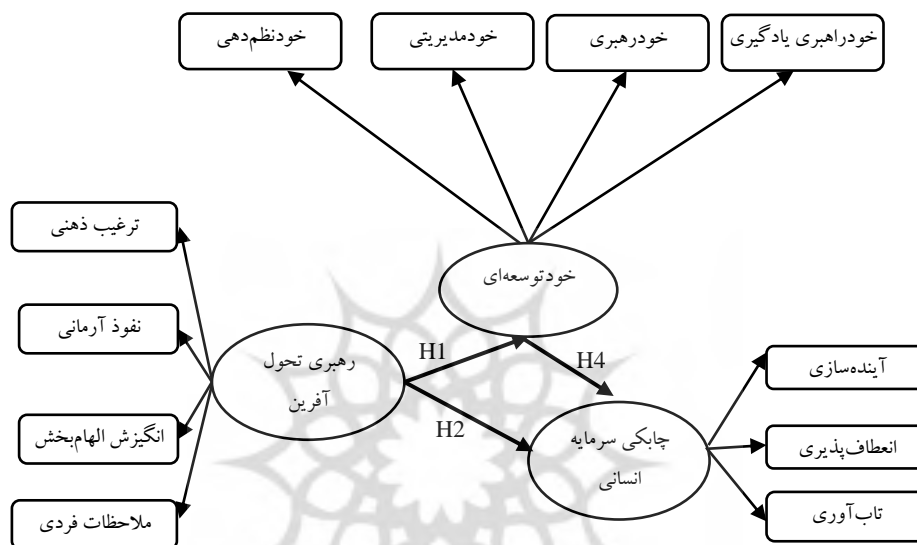 خودراهبری یادگیری
خودرهبری
خودمدیریتی
خودنظم‌دهی
ترغیب ذهنی
نفوذ آرمانی
انگیزش الهام‌بخش
ملاحظات فردی
خودتوسعه‌ای
رهبری تحول
آفرین
H1
H4
H2
چابکی سرمایه
انسانی
آینده‌سازی
انعطاف‌پذیری
تاب‌آوری